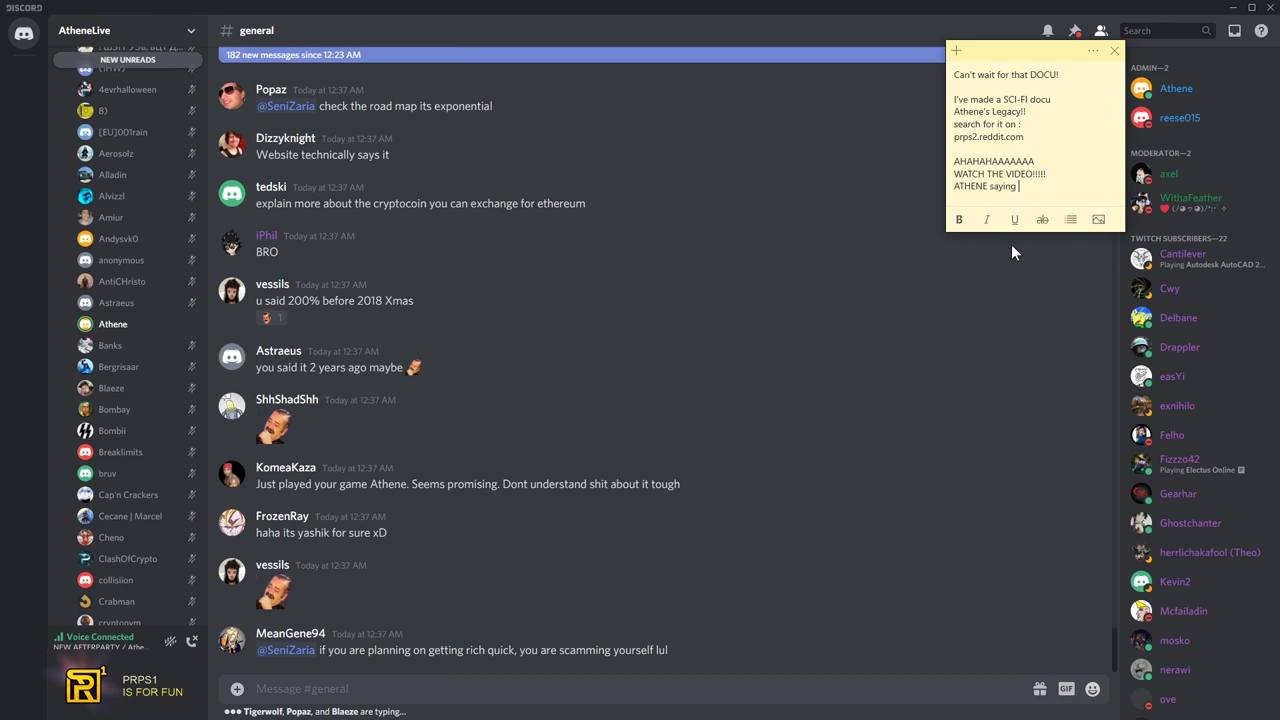 DISCORD
AtheneLive
NEW UNREADS
4evrhalloween
8)
[EU]001rain
Aerosolz
Alladin
Alvizzl
Amiur
Andysvk0
anonymous
AntiCHristo
Astraeus
Athene
Banks
Bergrisaar
Blaeze
Bombay
Bombii
Breaklimits
bruv
Cap'n Crackers
Cecane | Marcel
Cheno
ClashOfCrypto
collisiion
Crabman
cryptonym
Voice Connected
NEW AFTERPARTY / Athe...
PRPS1
IS FOR FUN
# general
Search
182 new messages since 12:23 AM
Popaz Today at 12:37 AM
@SeniZaria check the road map its exponential
Dizzyknight Today at 12:37 AM
Website technically says it
tedski Today at 12:37 AM
explain more about the cryptocoin you can exchange for ethereum
iPhil Today at 12:37 AM
BRO
vessils Today at 12:37 AM
u said 200% before 2018 Xmas
1
Astraeus Today at 12:37 AM
you said it 2 years ago maybe
ShhShadShh Today at 12:37 AM
KomeaKaza Today at 12:37 AM
Just played your game Athene. Seems promising. Dont understand shit about it tough
FrozenRay Today at 12:37 AM
haha its yashik for sure xD
vessils Today at 12:37 AM
MeanGene94 Today at 12:37 AM
@SeniZaria if you are planning on getting rich quick, you are scamming yourself lul
Message #general
GIF
Tigerwolf, Popaz, and Blaeze are typing...
Can't wait for that DOCU!
I've made a SCI-FI docu
Athene's Legacy!!
search for it on :
prps2.reddit.com
AHAHAHAAAAAAA
WATCH THE VIDEO!!!!!
ATHENE saying
B I U ab
ADMIN—2
Athene
reese015
MODERATOR—2
axel
WithaFeather
TWITCH SUBSCRIBERS—22
Cantilever
Playing Autodesk AutoCAD 2...
Cwy
Delbane
Drappler
easYi
exnihilo
Felho
Fizzzo42
Playing Electus Online
Gearhar
Ghostchanter
herrlichakafool (Theo)
Kevin2
Mcfailadin
mosko
nerawi
ove